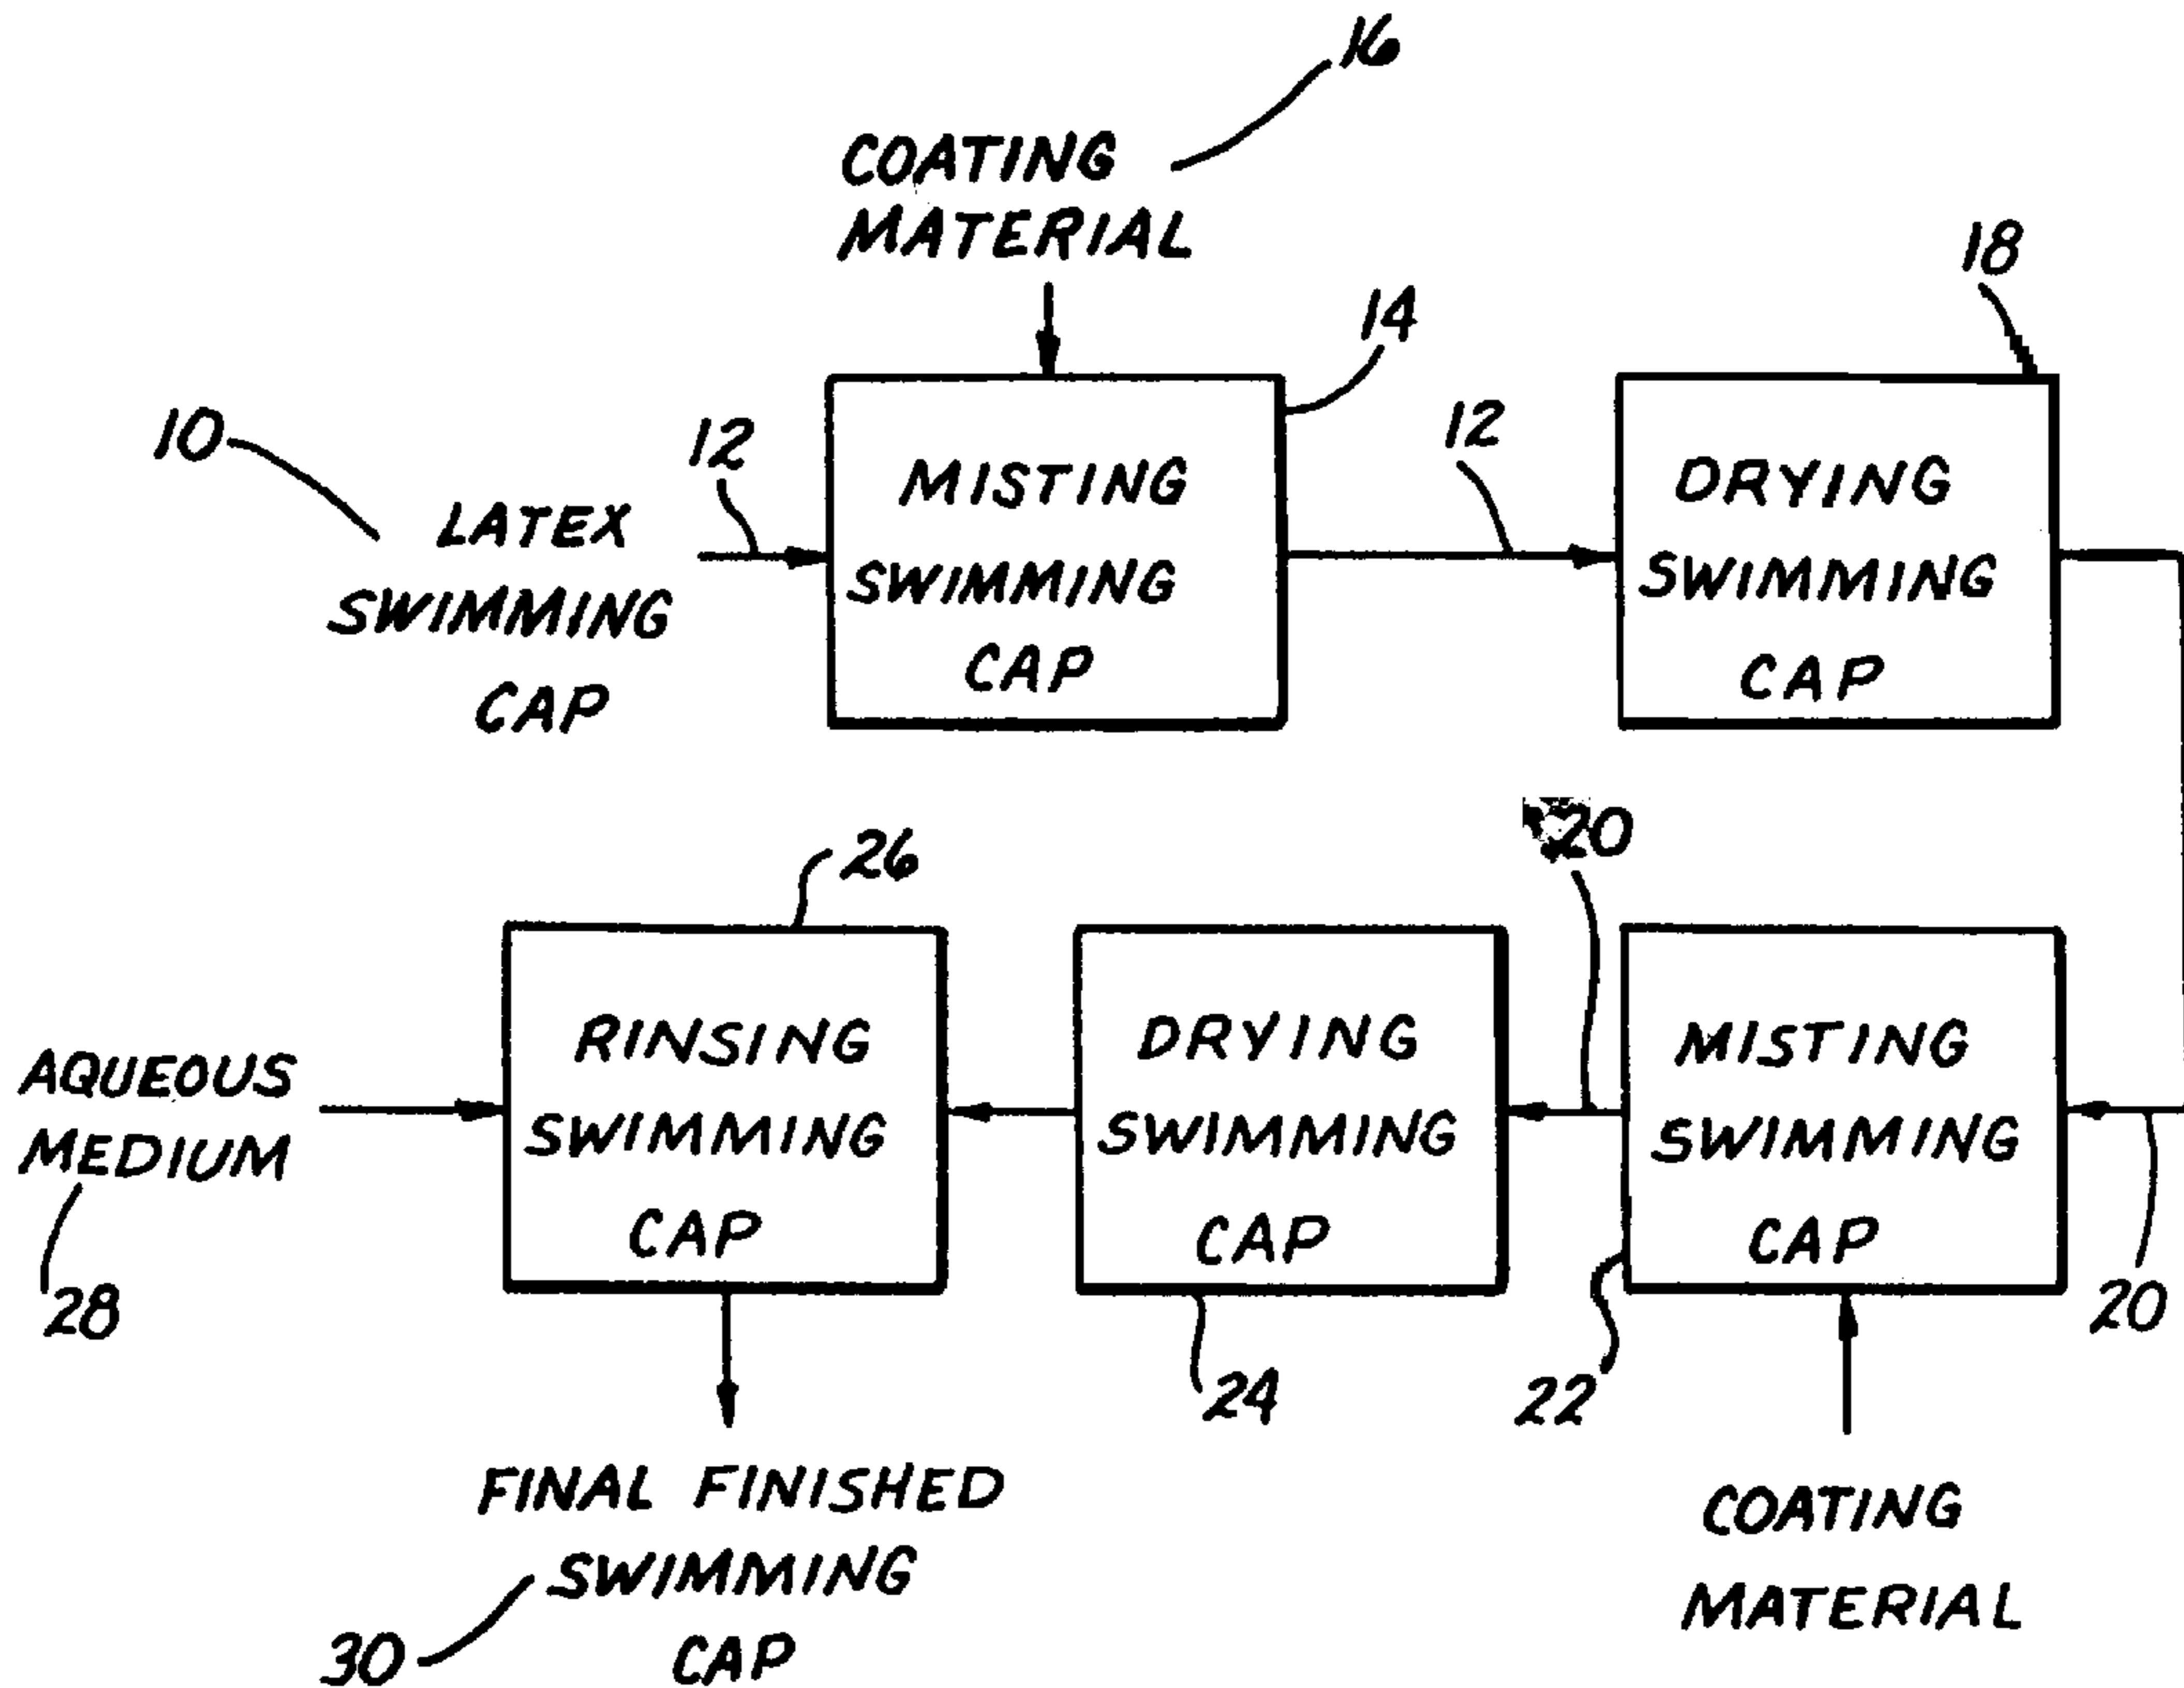 16
COATING
MATERIAL
14
18
10
12
12
LATEX
SWIMMING
CAP
MISTING
SWIMMING
CAP
DRYING
SWIMMING
CAP
26
20
AQUEOUS
MEDIUM
28
RINSING
SWIMMING
CAP
DRYING
SWIMMING
CAP
MISTING
SWIMMING
CAP
24
22
20
FINAL FINISHED
SWIMMING
CAP
30
COATING
MATERIAL